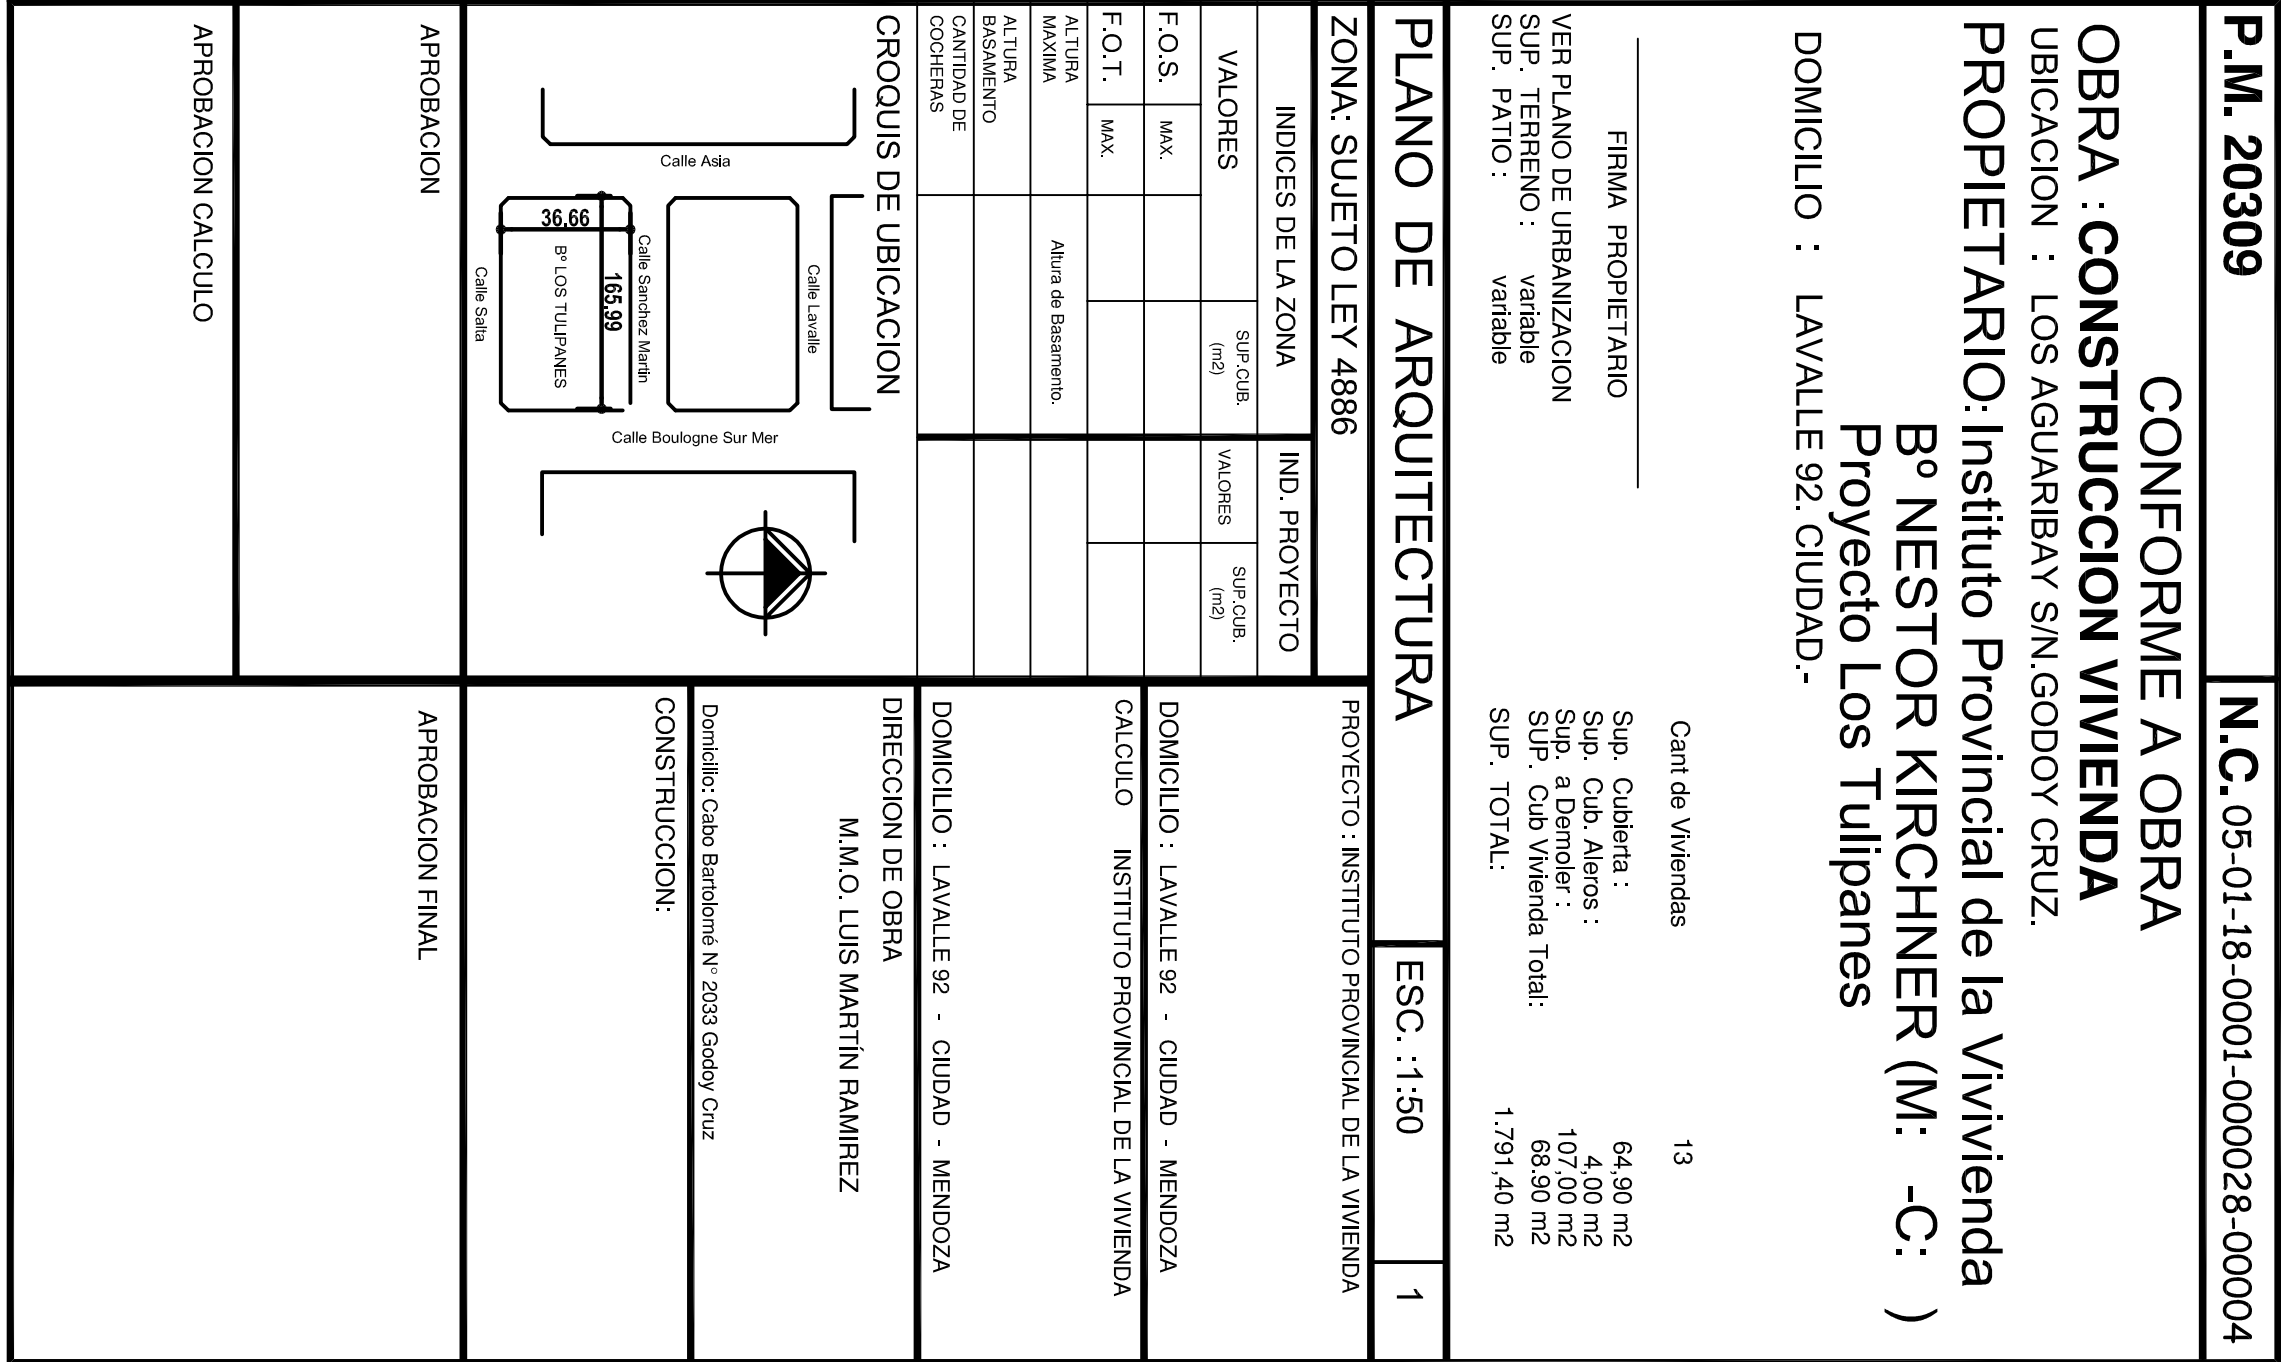 P.M. 20309
N.C. 05-01-18-0001-000028-00004
CONFORME A OBRA
OBRA : CONSTRUCCION VIVIENDA
UBICACION : LOS AGUARIBAY S/N.GODOY CRUZ.
PROPIETARIO: Instituto Provincial de la Vivivienda
Bº NESTOR KIRCHNER (M: -C: )
Proyecto Los Tulipanes
DOMICILIO : LAVALLE 92. CIUDAD.-
Cant de Viviendas 13
FIRMA PROPIETARIO
Sup. Cubierta : 64,90 m2
Sup. Cub. Aleros : 4,00 m2
Sup. a Demoler : 107,00 m2
SUP. Cub Vivienda Total: 68.90 m2
SUP. TOTAL: 1.791,40 m2
VER PLANO DE URBANIZACION
SUP. TERRENO : variable
SUP. PATIO : variable
PLANO DE ARQUITECTURA
ESC. :1:50
1
ZONA: SUJETO LEY 4886
INDICES DE LA ZONA
IND. PROYECTO
VALORES
SUP.CUB.
(m2)
VALORES
SUP.CUB.
(m2)
F.O.S. MAX.
F.O.T. MAX.
ALTURA
MAXIMA
Altura de Basamento.
ALTURA
BASAMENTO
CANTIDAD DE
COCHERAS
CROQUIS DE UBICACION
Calle Lavalle
Calle Asia
Calle Sanchez Martin
165.99
36.66
Bº LOS TULIPANES
Calle Salta
Calle Boulogne Sur Mer
PROYECTO : INSTITUTO PROVINCIAL DE LA VIVIENDA
DOMICILIO : LAVALLE 92 - CIUDAD - MENDOZA
CALCULO INSTITUTO PROVINCIAL DE LA VIVIENDA
DOMICILIO : LAVALLE 92 - CIUDAD - MENDOZA
DIRECCION DE OBRA
M.M.O. LUIS MARTÍN RAMIREZ
Domicilio: Cabo Bartolomé N° 2033 Godoy Cruz
CONSTRUCCION:
APROBACION
APROBACION CALCULO
APROBACION FINAL